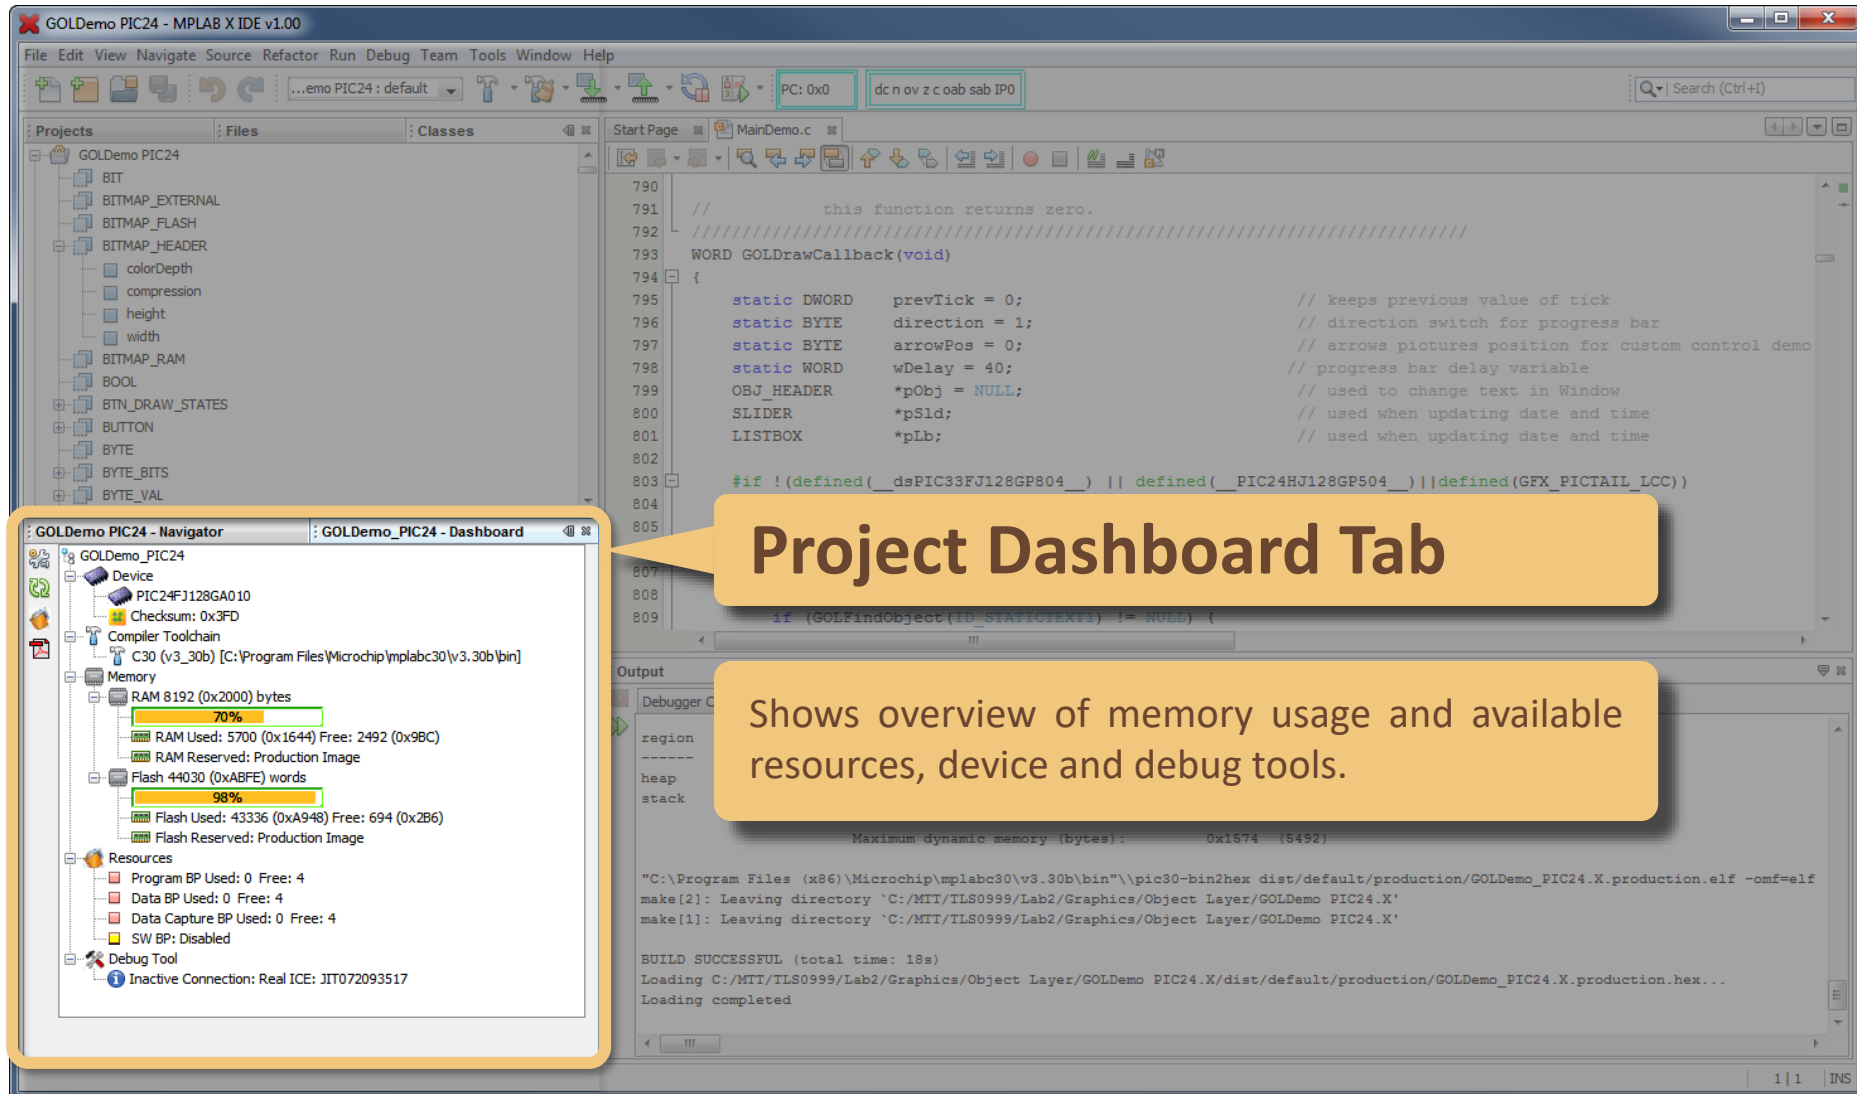 GOLDemo PIC24 - MPLAB X IDE v1.00
File Edit View Navigate Source Refactor Run Debug Team Tools Window Help
...emo PIC24 : default
PC: 0x0
dc n ov z c oab sab IP0
Search (Ctrl+I)
Projects
Files
Classes
GOLDemo PIC24
BIT
BITMAP_EXTERNAL
BITMAP_FLASH
BITMAP_HEADER
colorDepth
compression
height
width
BITMAP_RAM
BOOL
BTN_DRAW_STATES
BUTTON
BYTE
BYTE_BITS
BYTE_VAL
Start Page
MainDemo.c
790
791 // this function returns zero.
792 ////////////////////////////////////////////////////////////////////////////
793 WORD GOLDrawCallback(void)
794 {
795 static DWORD prevTick = 0; // keeps previous value of tick
796 static BYTE direction = 1; // direction switch for progress bar
797 static BYTE arrowPos = 0; // arrows pictures position for custom control demo
798 static WORD wDelay = 40; // progress bar delay variable
799 OBJ_HEADER *pObj = NULL; // used to change text in Window
800 SLIDER *pSld; // used when updating date and time
801 LISTBOX *pLb; // used when updating date and time
802
803 #if !(defined(__dsPIC33FJ128GP804__) || defined(__PIC24HJ128GP504__)||defined(GFX_PICTAIL_LCC))
804
805
807
808
809 if (GOLFindObject(ID_STATICTEXT1) != NULL) {
Project Dashboard Tab
Shows overview of memory usage and available
resources, device and debug tools.
GOLDemo PIC24 - Navigator
GOLDemo_PIC24 - Dashboard
GOLDemo_PIC24
Device
PIC24FJ128GA010
Checksum: 0x3FD
Compiler Toolchain
C30 (v3_30b) [C:\Program Files\Microchip\mplabc30\v3.30b\bin]
Memory
RAM 8192 (0x2000) bytes
70%
RAM Used: 5700 (0x1644) Free: 2492 (0x9BC)
RAM Reserved: Production Image
Flash 44030 (0xABFE) words
98%
Flash Used: 43336 (0xA948) Free: 694 (0x2B6)
Flash Reserved: Production Image
Resources
Program BP Used: 0 Free: 4
Data BP Used: 0 Free: 4
Data Capture BP Used: 0 Free: 4
SW BP: Disabled
Debug Tool
Inactive Connection: Real ICE: JIT072093517
Output
Debugger C
region
------
heap
stack
Maximum dynamic memory (bytes): 0x1574 (5492)
"C:\Program Files (x86)\Microchip\mplabc30\v3.30b\bin"\\pic30-bin2hex dist/default/production/GOLDemo_PIC24.X.production.elf -omf=elf
make[2]: Leaving directory `C:/MTT/TLS0999/Lab2/Graphics/Object Layer/GOLDemo PIC24.X'
make[1]: Leaving directory `C:/MTT/TLS0999/Lab2/Graphics/Object Layer/GOLDemo PIC24.X'
BUILD SUCCESSFUL (total time: 18s)
Loading C:/MTT/TLS0999/Lab2/Graphics/Object Layer/GOLDemo PIC24.X/dist/default/production/GOLDemo_PIC24.X.production.hex...
Loading completed
1 | 1 INS